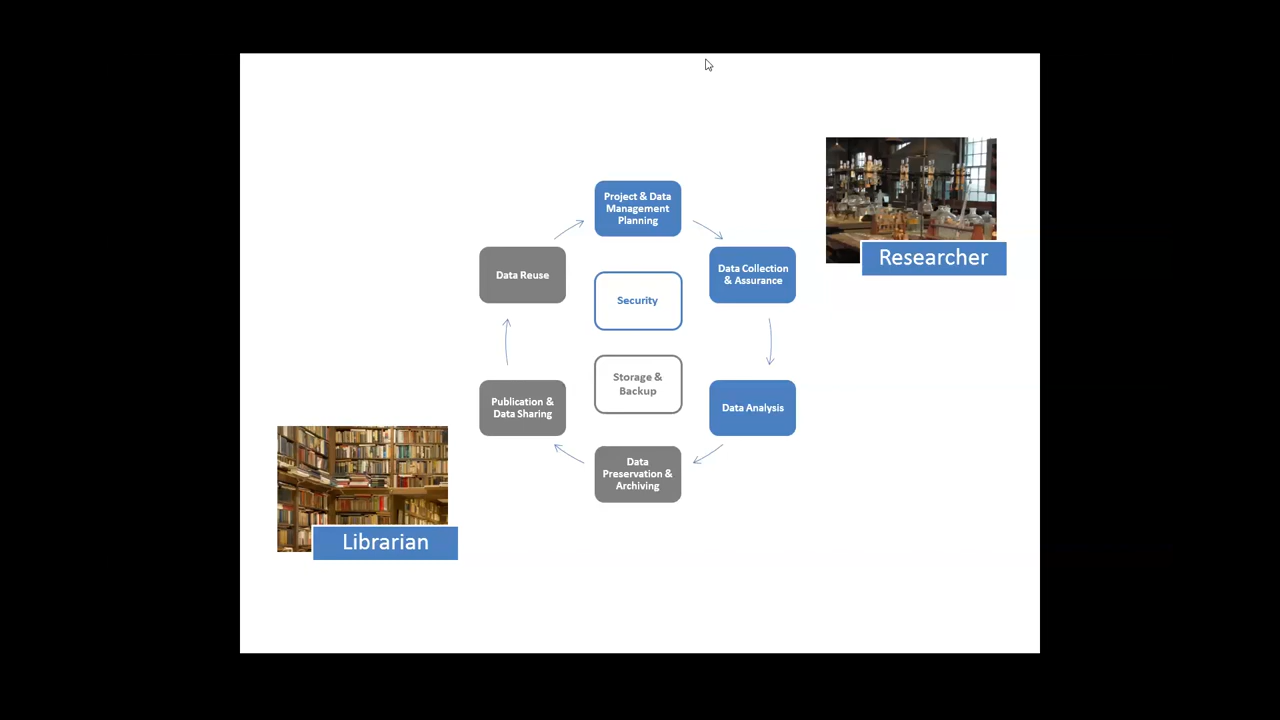 Project & Data
Management
Planning
Researcher
Data Collection
& Assurance
Data Reuse
Security
Storage &
Backup
Data Analysis
Publication &
Data Sharing
Data
Preservation &
Archiving
Librarian